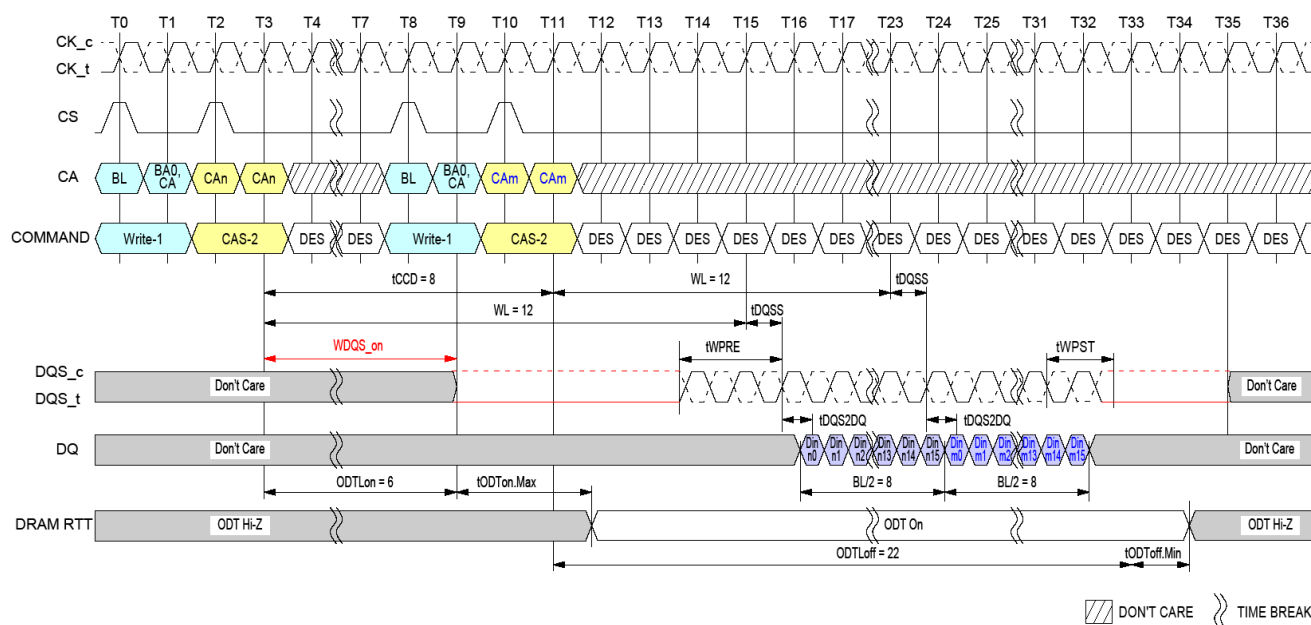 T0 T1 T2 T3 T4 T7 T8 T9 T10 T11 T12 T13 T14 T15 T16 T17 T23 T24 T25 T31 T32 T33 T34 T35 T36
CK_c
CK_t
CS
CA BL BA0, CA CAn CAn BL BA0, CA CAm CAm
COMMAND Write-1 CAS-2 DES DES Write-1 CAS-2 DES DES DES DES DES DES DES DES DES DES DES DES DES DES DES
tCCD = 8 WL = 12 tDQSS
WL = 12 tDQSS
WDQS_on tWPRE tWPST
DQS_c
DQS_t Don't Care Don't Care
tDQS2DQ tDQS2DQ
DQ Don't Care Din n0 Din n1 Din n2 Din n13 Din n14 Din n15 Din m0 Din m1 Din m2 Din m13 Din m14 Din m15 Don't Care
ODTLon = 6 tODTon.Max BL/2 = 8 BL/2 = 8
DRAM RTT ODT Hi-Z ODT On ODT Hi-Z
ODTLoff = 22 tODToff.Min
DON'T CARE TIME BREAK